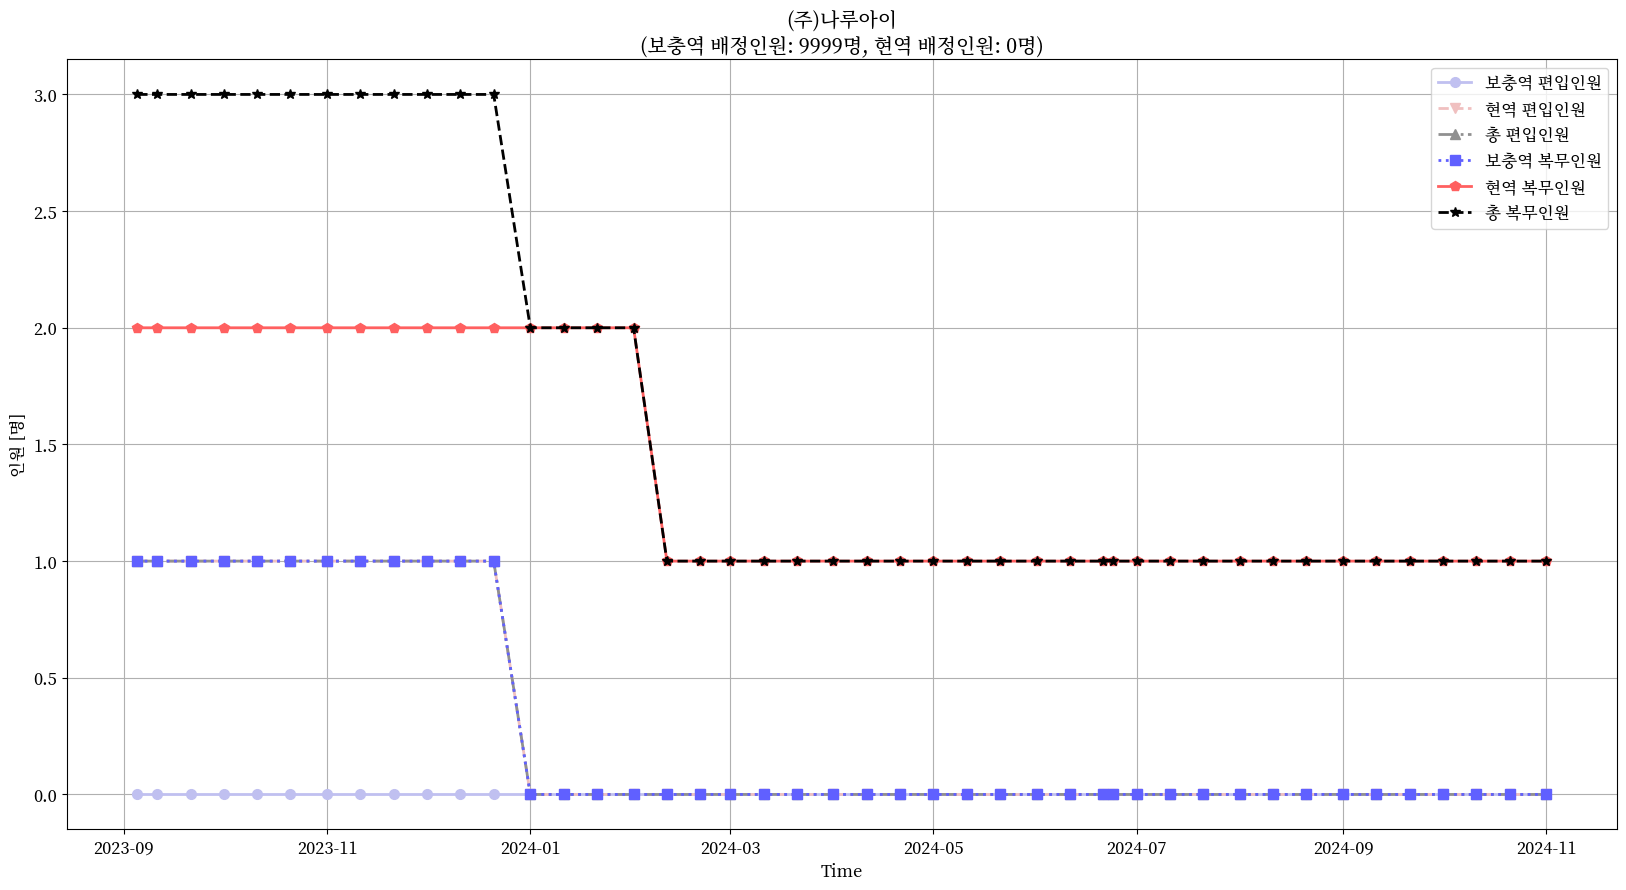 (주)나루아이
(보충역 배정인원: 9999명, 현역 배정인원: 0명)
보충역 편입인원
현역 편입인원
총 편입인원
보충역 복무인원
현역 복무인원
총 복무인원
인원 [명]
3.0
2.5
2.0
1.5
1.0
0.5
0.0
2023-09
2023-11
2024-01
2024-03
2024-05
2024-07
2024-09
2024-11
Time